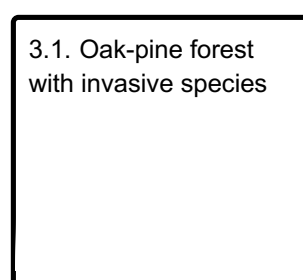 3.1. Oak-pine forest
with invasive species